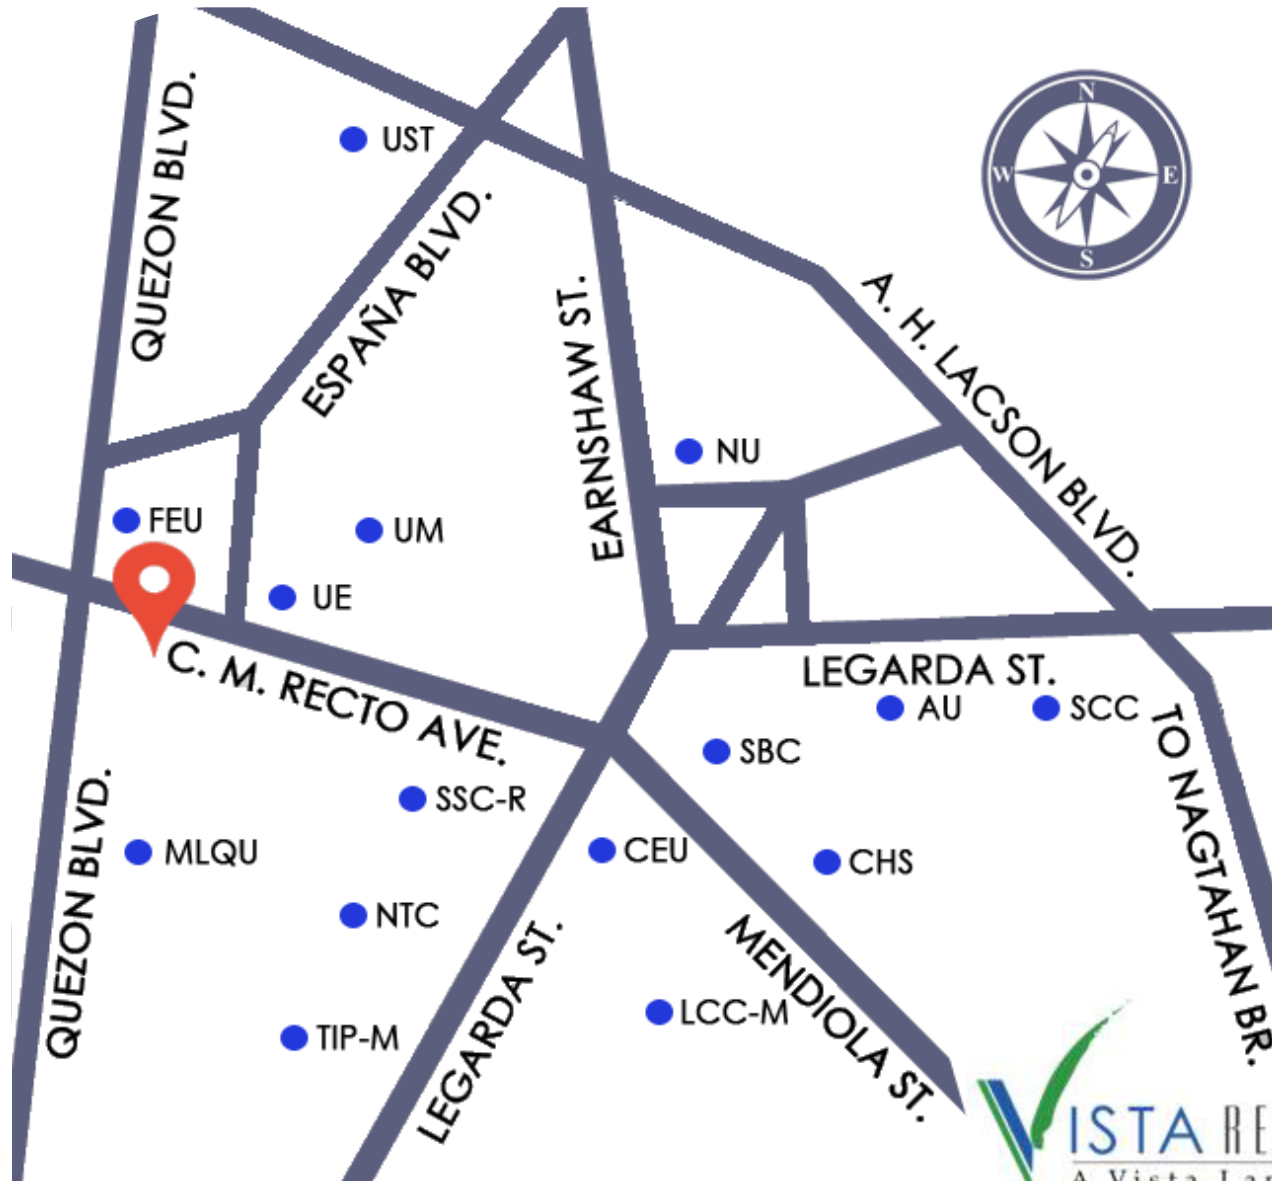 N
W
E
S
UST
QUEZON BLVD.
ESPAÑA BLVD.
EARNSHAW ST.
A. H. LACSON BLVD.
NU
FEU
UM
UE
C. M. RECTO AVE.
LEGARDA ST.
AU
SCC
SBC
TO NAGTAHAN BR.
SSC-R
MLQU
CEU
CHS
NTC
QUEZON BLVD.
LEGARDA ST.
MENDIOLA ST.
LCC-M
TIP-M
VISTA RE
A Vista Lan